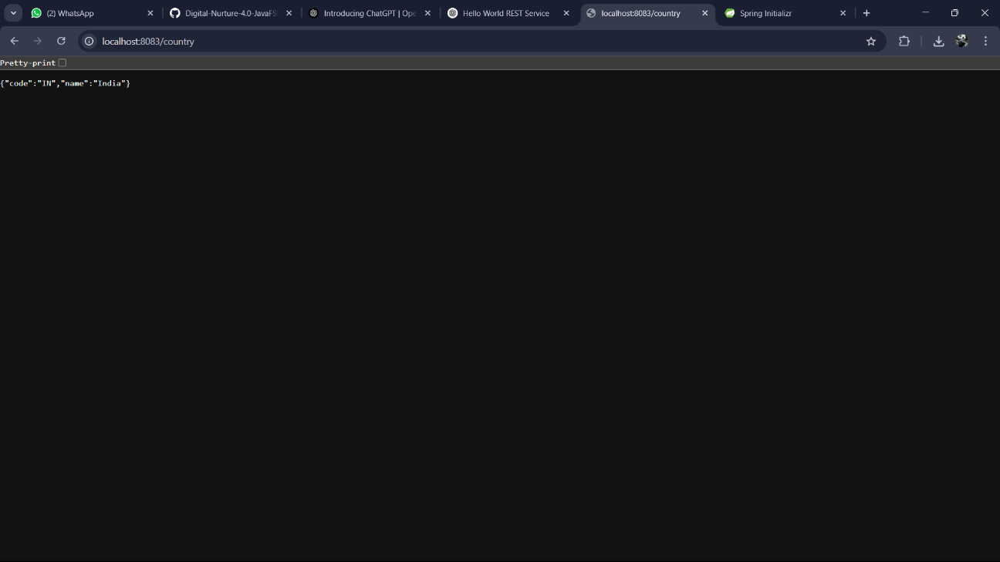 (2) WhatsApp
Digital-Nurture-4.0-JavaFS
Introducing ChatGPT | Ope
Hello World REST Service
localhost:8083/country
Spring Initializr
localhost:8083/country
Pretty-print
{"code":"IN","name":"India"}